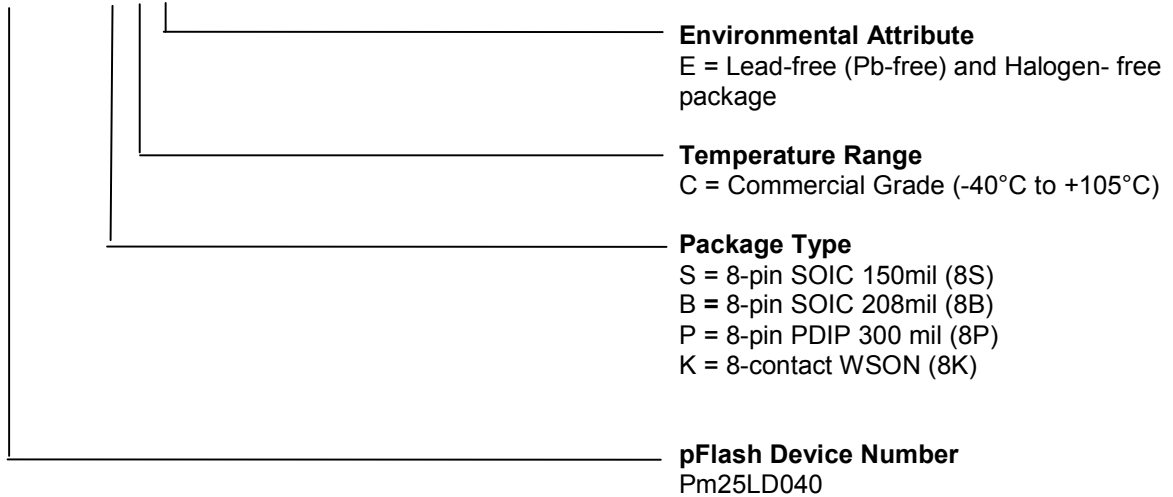 Environmental Attribute
E = Lead-free (Pb-free) and Halogen- free
package
Temperature Range
C = Commercial Grade (-40°C to +105°C)
Package Type
S = 8-pin SOIC 150mil (8S)
B = 8-pin SOIC 208mil (8B)
P = 8-pin PDIP 300 mil (8P)
K = 8-contact WSON (8K)
pFlash Device Number
Pm25LD040